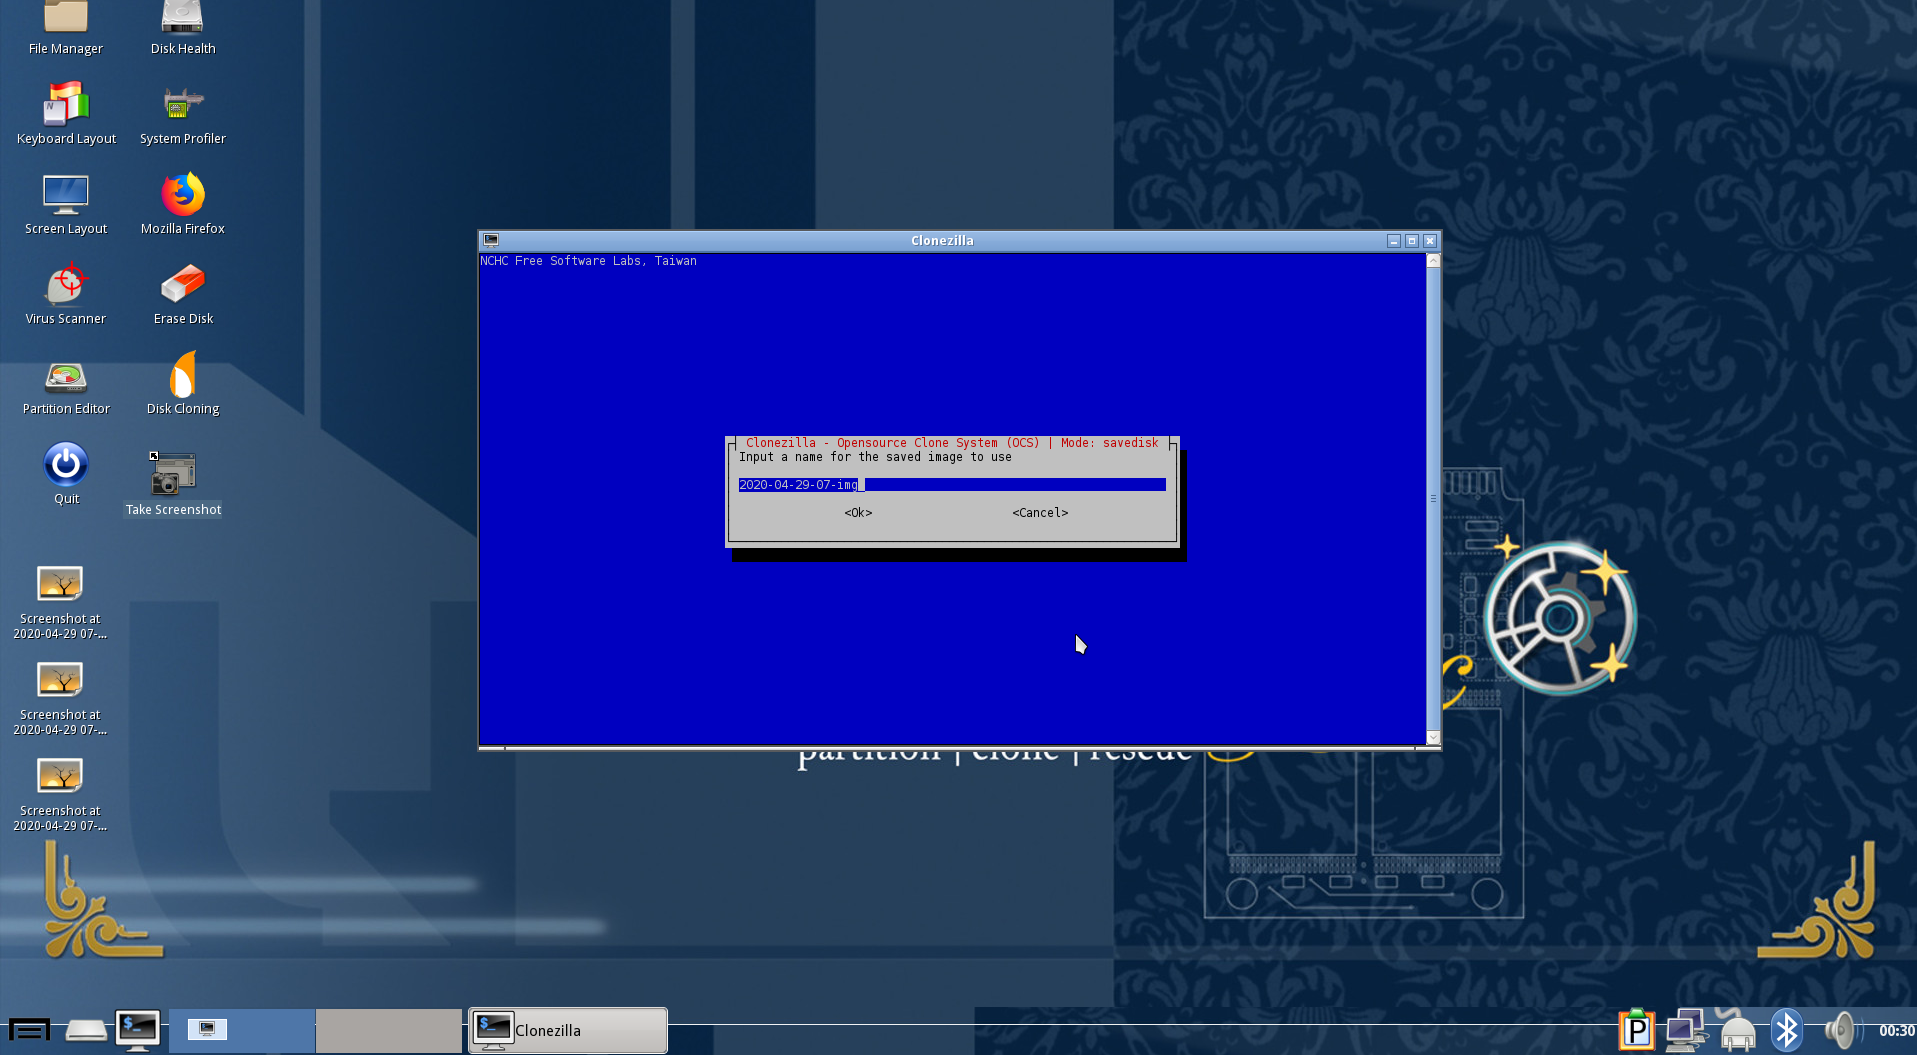 File Manager
Disk Health
Keyboard Layout
System Profiler
Screen Layout
Mozilla Firefox
Virus Scanner
Erase Disk
Partition Editor
Disk Cloning
Quit
Take Screenshot
Screenshot at
2020-04-29 07-...
Screenshot at
2020-04-29 07-...
Screenshot at
2020-04-29 07-...
Clonezilla
NCHC Free Software Labs, Taiwan
Clonezilla - Opensource Clone System (OCS) | Mode: savedisk
Input a name for the saved image to use
2020-04-29-07-img
<Ok> <Cancel>
partition | clone | rescue
Clonezilla
P
00:30